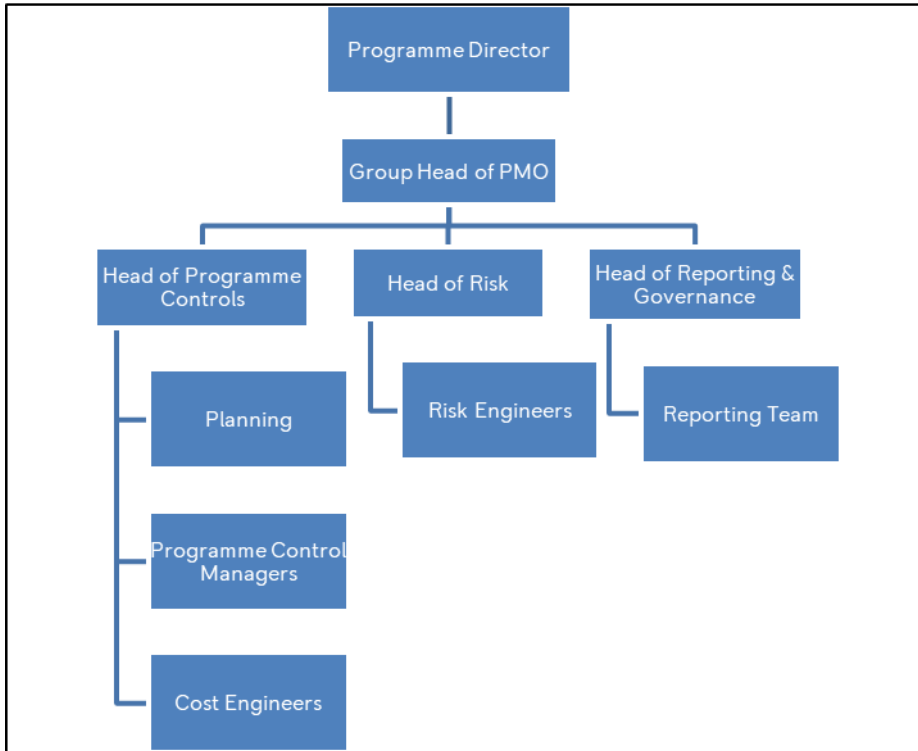 Programme Director
Group Head of PMO
Head of Programme
Controls
Head of Risk
Head of Reporting &
Governance
Planning
Risk Engineers
Reporting Team
Programme Control
Managers
Cost Engineers